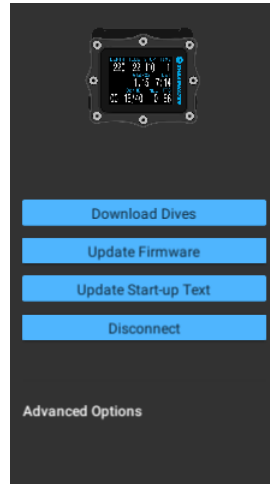 Download Dives
Update Firmware
Update Start-up Text
Disconnect
Advanced Options